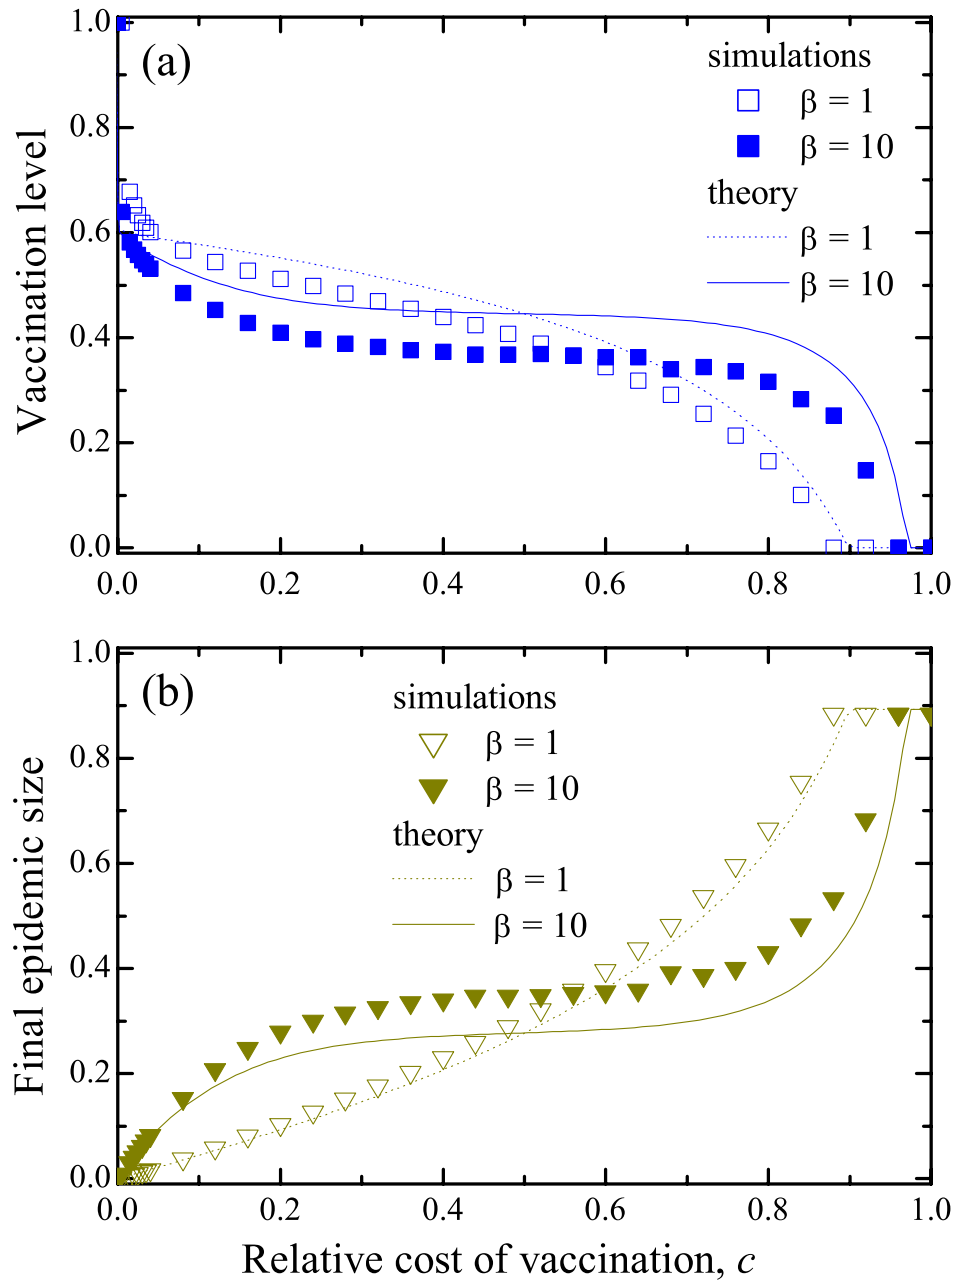 (a)
simulations
β = 1
β = 10
theory
β = 1
β = 10
Vaccination level
1.0
0.8
0.6
0.4
0.2
0.0
0.0 0.2 0.4 0.6 0.8 1.0
(b)
simulations
β = 1
β = 10
theory
β = 1
β = 10
Final epidemic size
1.0
0.8
0.6
0.4
0.2
0.0
0.0 0.2 0.4 0.6 0.8 1.0
Relative cost of vaccination, c